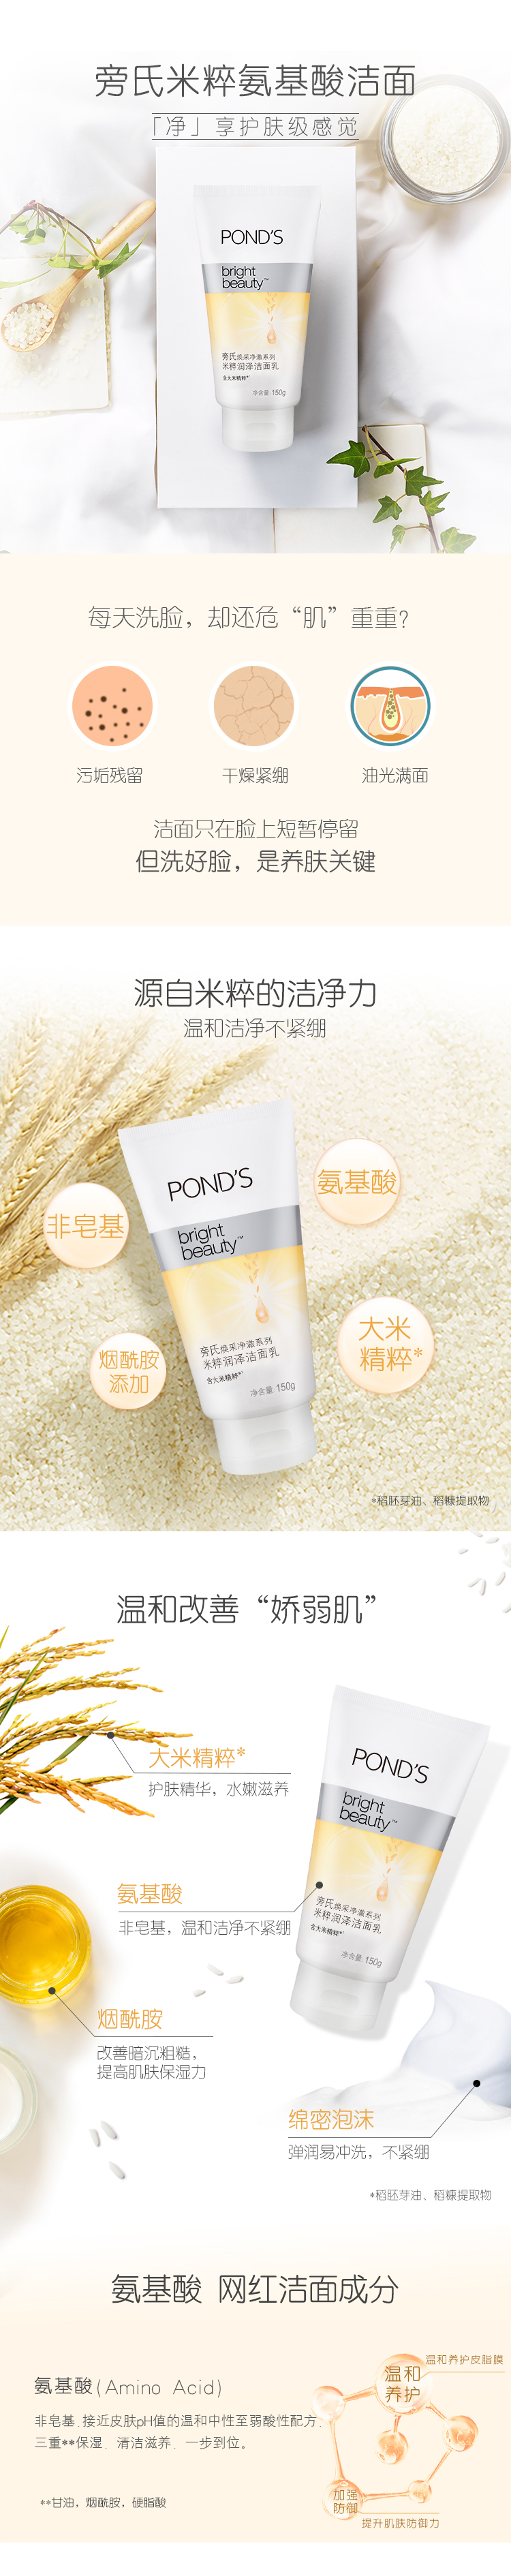 旁氏米粹氨基酸洁面
「净」享护肤级感觉
POND'S
bright
beauty™
旁氏焕采净澈系列
米粹润泽洁面乳
含大米精粹*¹
净含量:150g
每天洗脸，却还危“肌”重重?
污垢残留
干燥紧绷
油光满面
洁面只在脸上短暂停留
但洗好脸，是养肤关键
源自米粹的洁净力
温和洁净不紧绷
氨基酸
非皂基
POND'S
bright
beauty™
旁氏焕采净澈系列
米粹润泽洁面乳
含大米精粹*¹
净含量:150g
大米
精粹*
烟酰胺
添加
*稻胚芽油、稻糠提取物
温和改善“娇弱肌”
大米精粹*
护肤精华，水嫩滋养
POND'S
bright
beauty™
旁氏焕采净澈系列
米粹润泽洁面乳
含大米精粹*¹
净含量:150g
氨基酸
非皂基，温和洁净不紧绷
烟酰胺
改善暗沉粗糙，
提高肌肤保湿力
绵密泡沫
弹润易冲洗，不紧绷
*稻胚芽油、稻糠提取物
氨基酸 网红洁面成分
温和养护皮脂膜
温和
养护
氨基酸(Amino Acid)
非皂基.接近皮肤pH值的温和中性至弱酸性配方,
三重**保湿. 清洁滋养. 一步到位。
加强
防御
**甘油，烟酰胺，硬脂酸
提升肌肤防御力